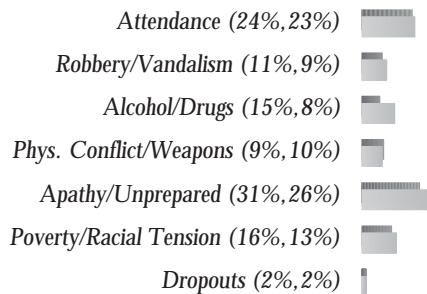 Attendance (24%,23%)
Robbery/Vandalism (11%,9%)
Alcohol/Drugs (15%,8%)
Phys. Conflict/Weapons (9%,10%)
Apathy/Unprepared (31%,26%)
Poverty/Racial Tension (16%,13%)
Dropouts (2%,2%)